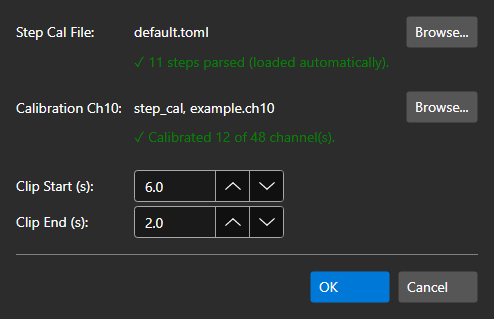 Step Cal File: default.toml Browse...
✓ 11 steps parsed (loaded automatically).
Calibration Ch10: step_cal, example.ch10 Browse...
✓ Calibrated 12 of 48 channel(s).
Clip Start (s): 6.0
Clip End (s): 2.0
OK Cancel